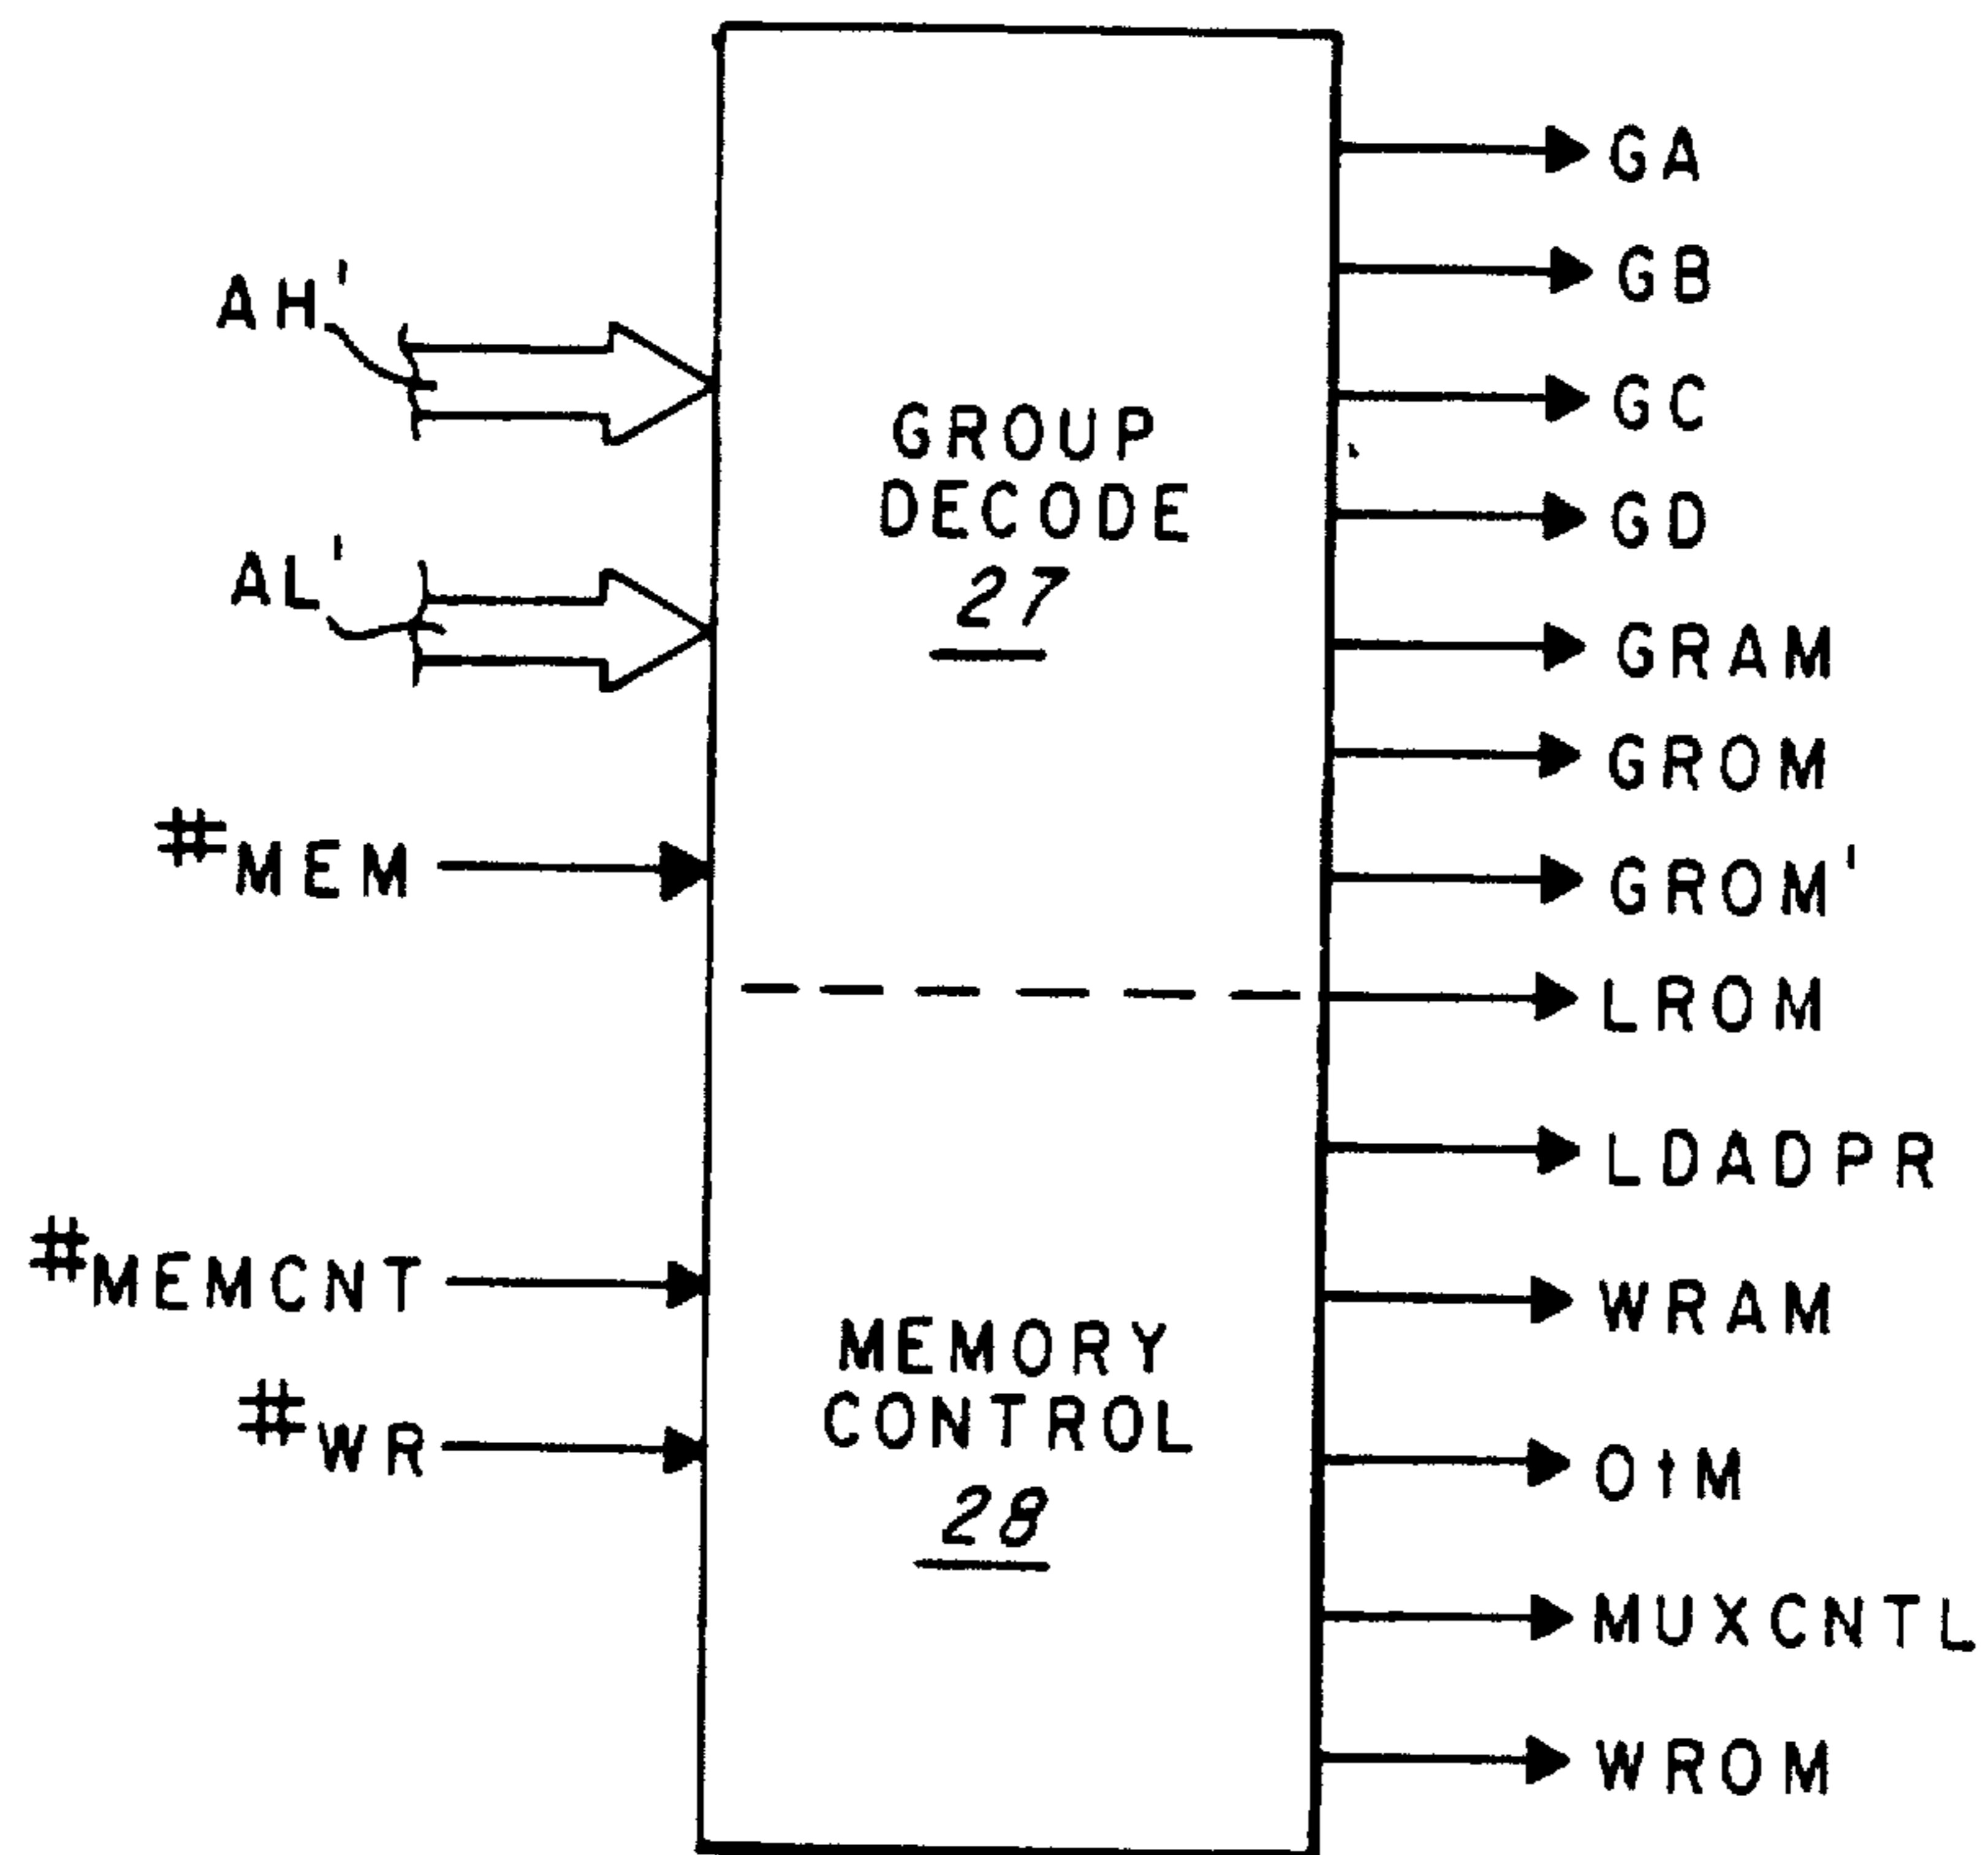 AH'
AL'
#MEM
#MEMCNT
#WR
GROUP
DECODE
27
MEMORY
CONTROL
28
GA
GB
GC
GD
GRAM
GROM
GROM'
LROM
LDADPR
WRAM
MUXCNTL
WROM